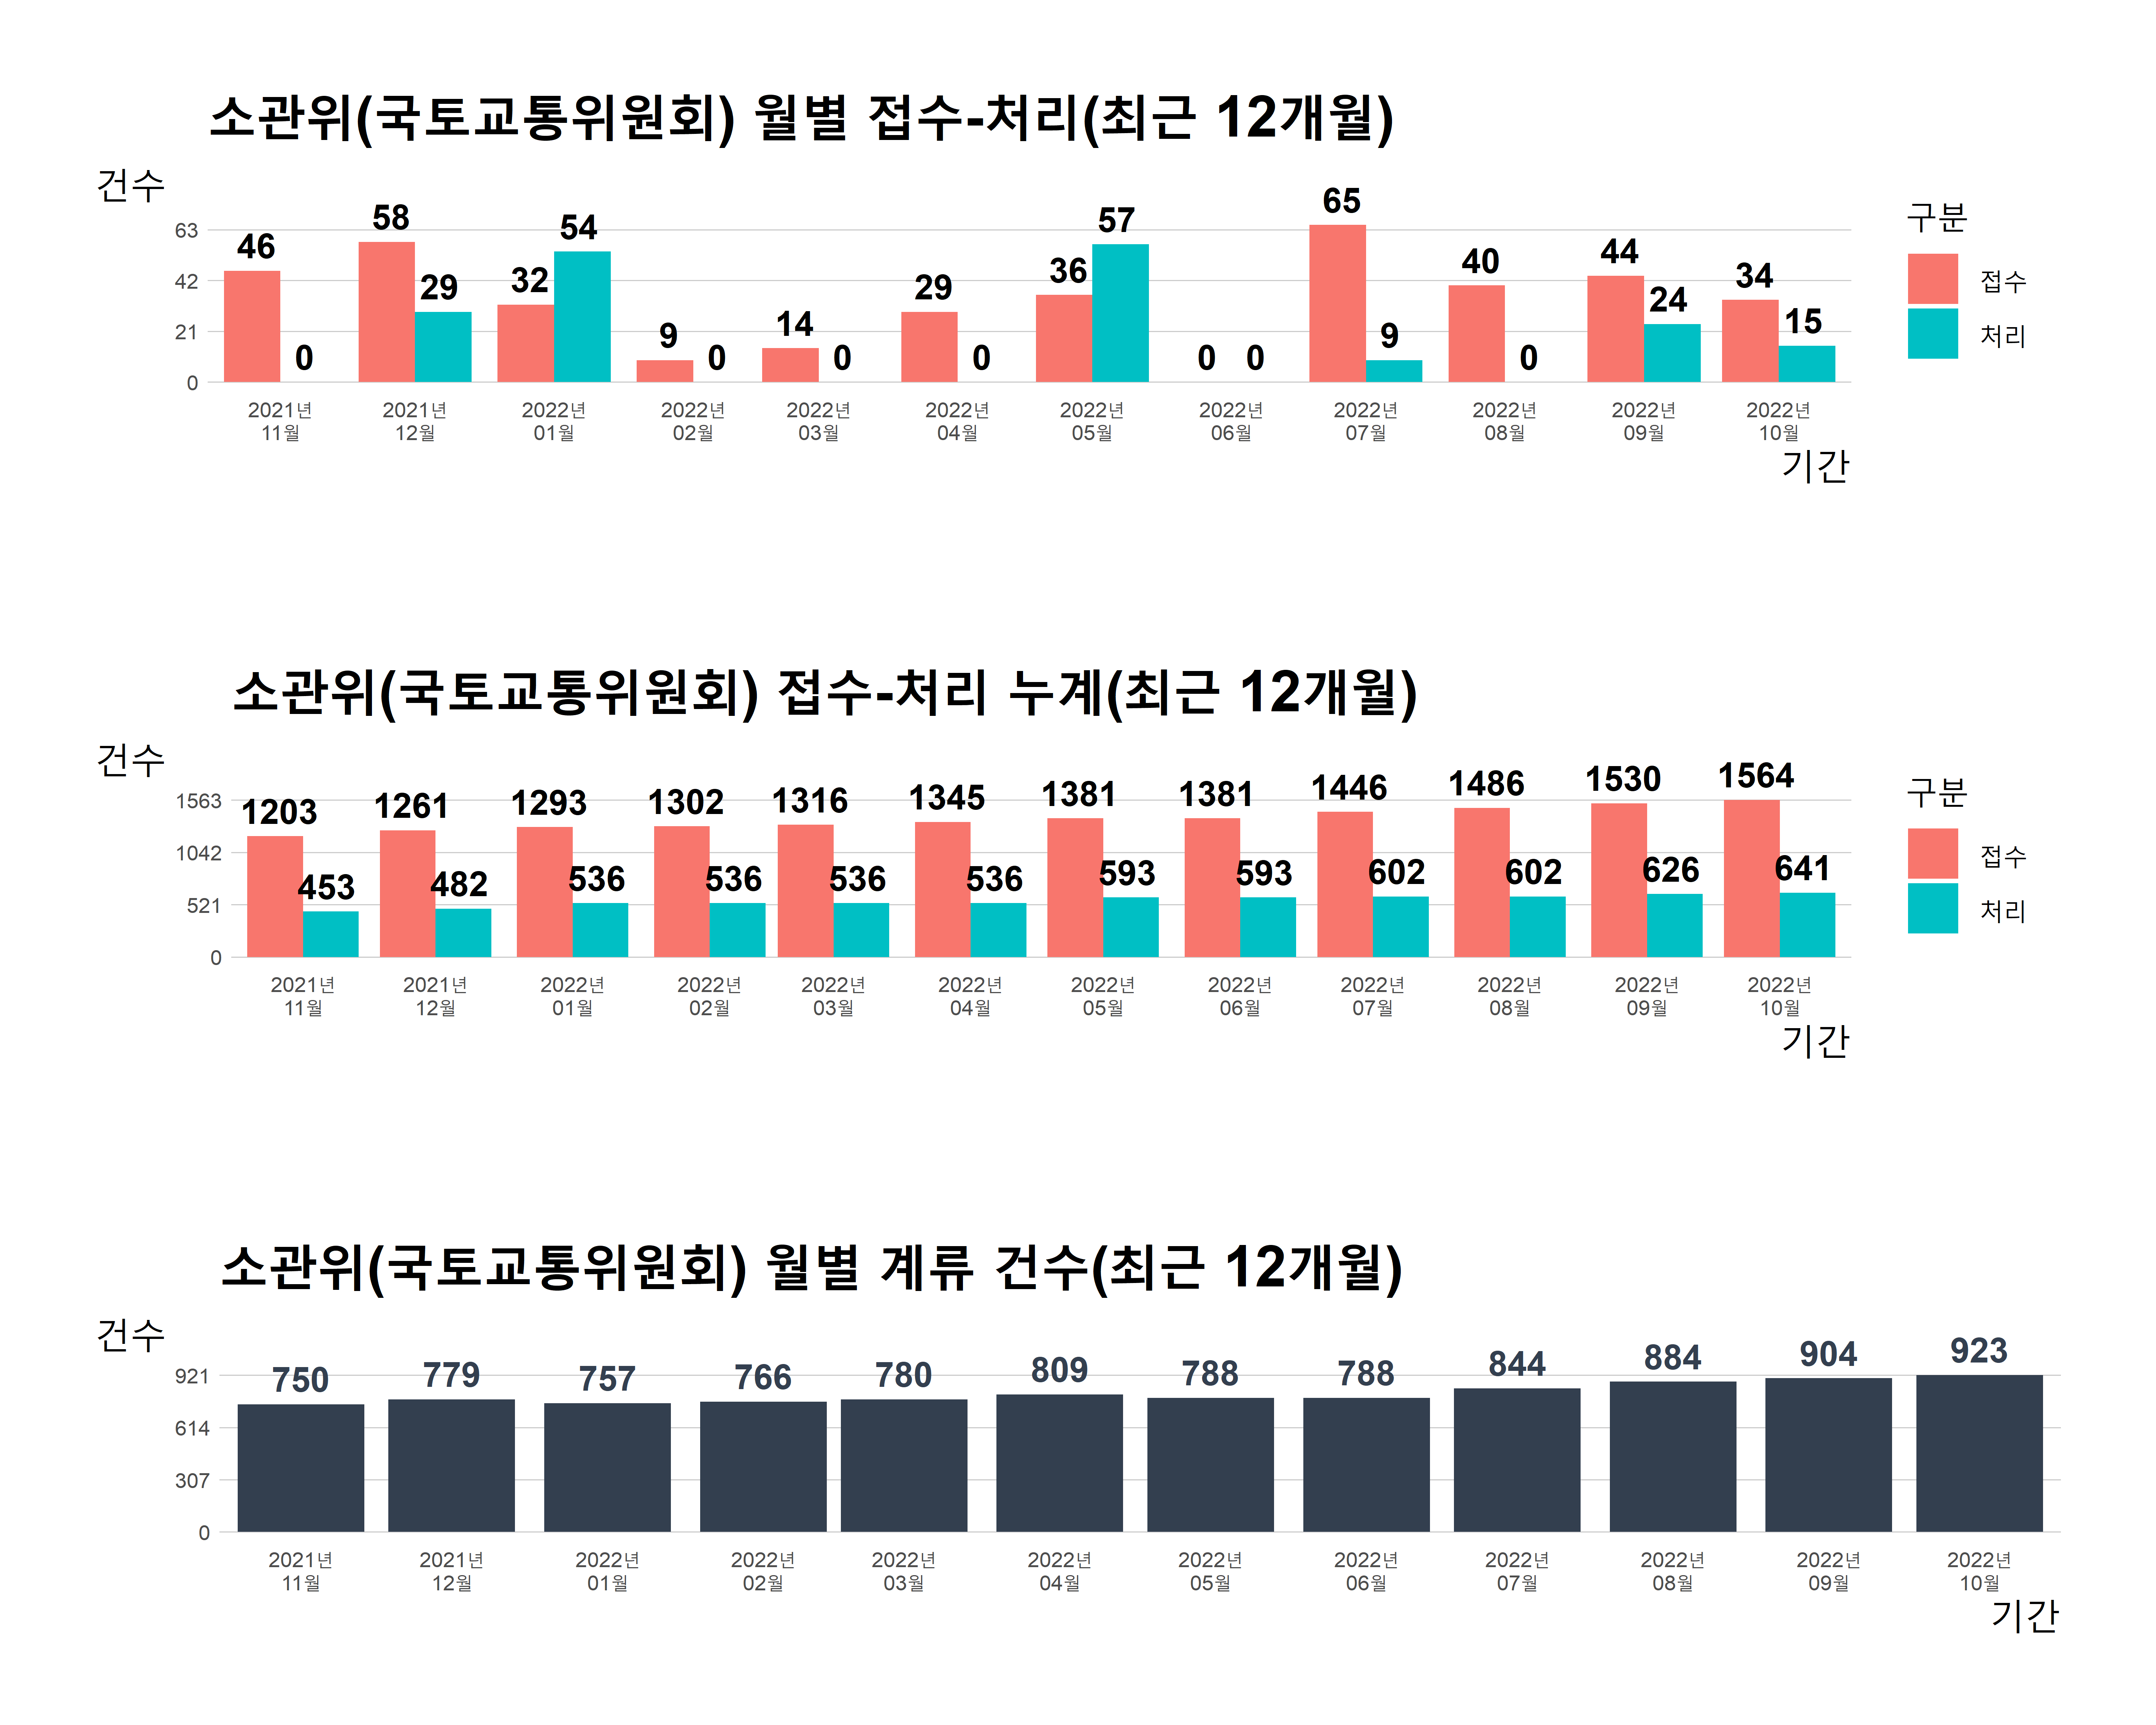 소관위(국토교통위원회) 월별 접수-처리(최근 12개월)
건수
63
42
21
0
46
0
58
29
32
54
9
0
14
0
29
0
36
57
0
0
65
9
40
0
44
24
34
15
2021년
11월
2021년
12월
2022년
01월
2022년
02월
2022년
03월
2022년
04월
2022년
05월
2022년
06월
2022년
07월
2022년
08월
2022년
09월
2022년
10월
기간
구분
접수
처리
소관위(국토교통위원회) 접수-처리 누계(최근 12개월)
건수
1563
1042
521
0
1203
453
1261
482
1293
536
1302
536
1316
536
1345
536
1381
593
1381
593
1446
602
1486
602
1530
626
1564
641
2021년
11월
2021년
12월
2022년
01월
2022년
02월
2022년
03월
2022년
04월
2022년
05월
2022년
06월
2022년
07월
2022년
08월
2022년
09월
2022년
10월
기간
구분
접수
처리
소관위(국토교통위원회) 월별 계류 건수(최근 12개월)
건수
921
614
307
0
750
779
757
766
780
809
788
788
844
884
904
923
2021년
11월
2021년
12월
2022년
01월
2022년
02월
2022년
03월
2022년
04월
2022년
05월
2022년
06월
2022년
07월
2022년
08월
2022년
09월
2022년
10월
기간